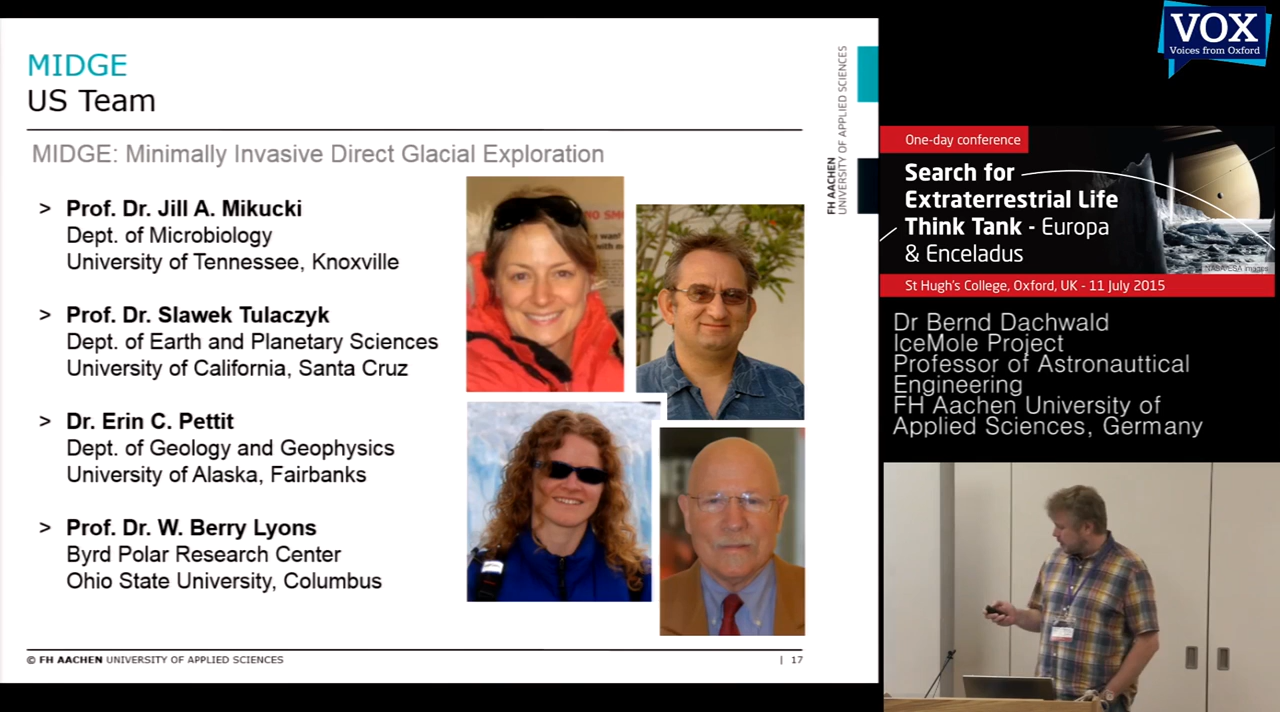 MIDGE
US Team
MIDGE: Minimally Invasive Direct Glacial Exploration
> Prof. Dr. Jill A. Mikucki
Dept. of Microbiology
University of Tennessee, Knoxville
> Prof. Dr. Slawek Tulaczyk
Dept. of Earth and Planetary Sciences
University of California, Santa Cruz
> Dr. Erin C. Pettit
Dept. of Geology and Geophysics
University of Alaska, Fairbanks
> Prof. Dr. W. Berry Lyons
Byrd Polar Research Center
Ohio State University, Columbus
© FH AACHEN UNIVERSITY OF APPLIED SCIENCES
| 17
FH AACHEN
UNIVERSITY OF APPLIED SCIENCES
VOX
Voices from Oxford
One-day conference
Search for
Extraterrestrial Life
Think Tank - Europa
& Enceladus
NASA/ESA images
St Hugh's College, Oxford, UK - 11 July 2015
Dr Bernd Dachwald
IceMole Project
Professor of Astronauttical
Engineering
FH Aachen University of
Applied Sciences, Germany